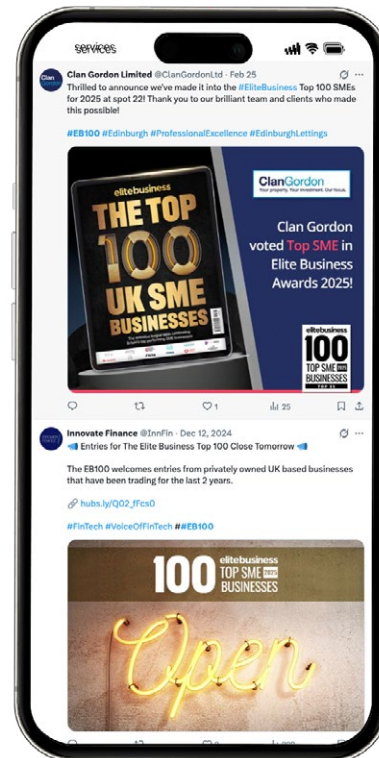 services
Clan Gordon Limited @ClanGordonLtd · Feb 25
Thrilled to announce we've made it into the #EliteBusiness Top 100 SMEs
for 2025 at spot 22! Thank you to our brilliant team and clients who made
this possible!
#EB100 #Edinburgh #ProfessionalExcellence #EdinburghLettings
elitebusiness
THE TOP
100
UK SME
BUSINESSES
ClanGordon
Your property. Your investment. Our focus.
Clan Gordon
voted Top SME in
Elite Business
Awards 2025!
elitebusiness
100
TOP SME 2025
BUSINESSES
1
25
Innovate Finance @InnFin · Dec 12, 2024
Entries for The Elite Business Top 100 Close Tomorrow
The EB100 welcomes entries from privately owned UK based businesses
that have been trading for the last 2 years.
hubs.ly/Q02_fFcs0
#FinTech #VoiceOfFinTech ##EB100
100 elitebusiness
TOP SME 2025
BUSINESSES
Open